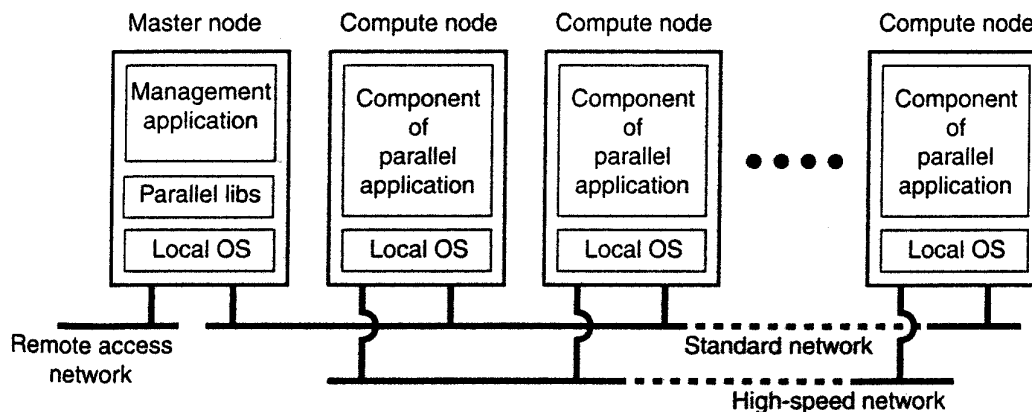 Master node
Compute node
Compute node
Compute node
Management
application
Parallel libs
Local OS
Component
of
parallel
application
Local OS
Component
of
parallel
application
Local OS
Component
of
parallel
application
Local OS
Remote access
network
Standard network
High-speed network